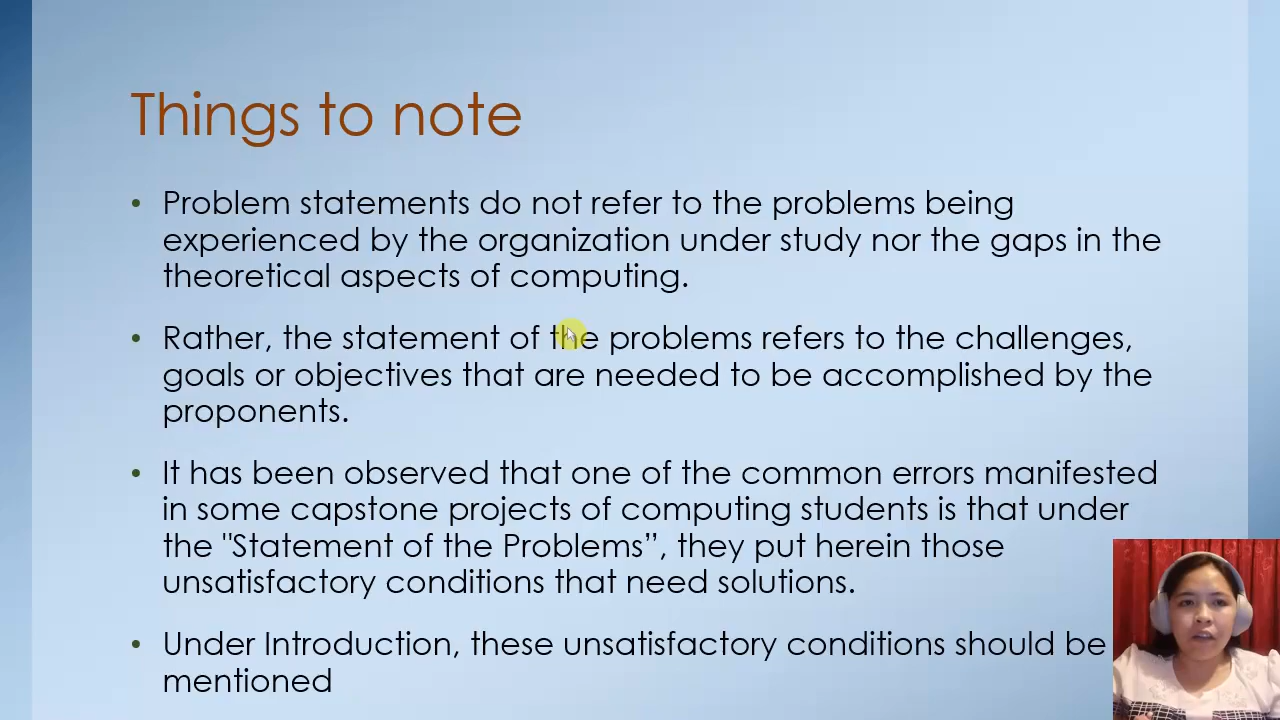 Things to note
• Problem statements do not refer to the problems being
experienced by the organization under study nor the gaps in the
theoretical aspects of computing.
• Rather, the statement of the problems refers to the challenges,
goals or objectives that are needed to be accomplished by the
proponents.
• It has been observed that one of the common errors manifested
in some capstone projects of computing students is that under
the "Statement of the Problems”, they put herein those
unsatisfactory conditions that need solutions.
• Under Introduction, these unsatisfactory conditions should be
mentioned